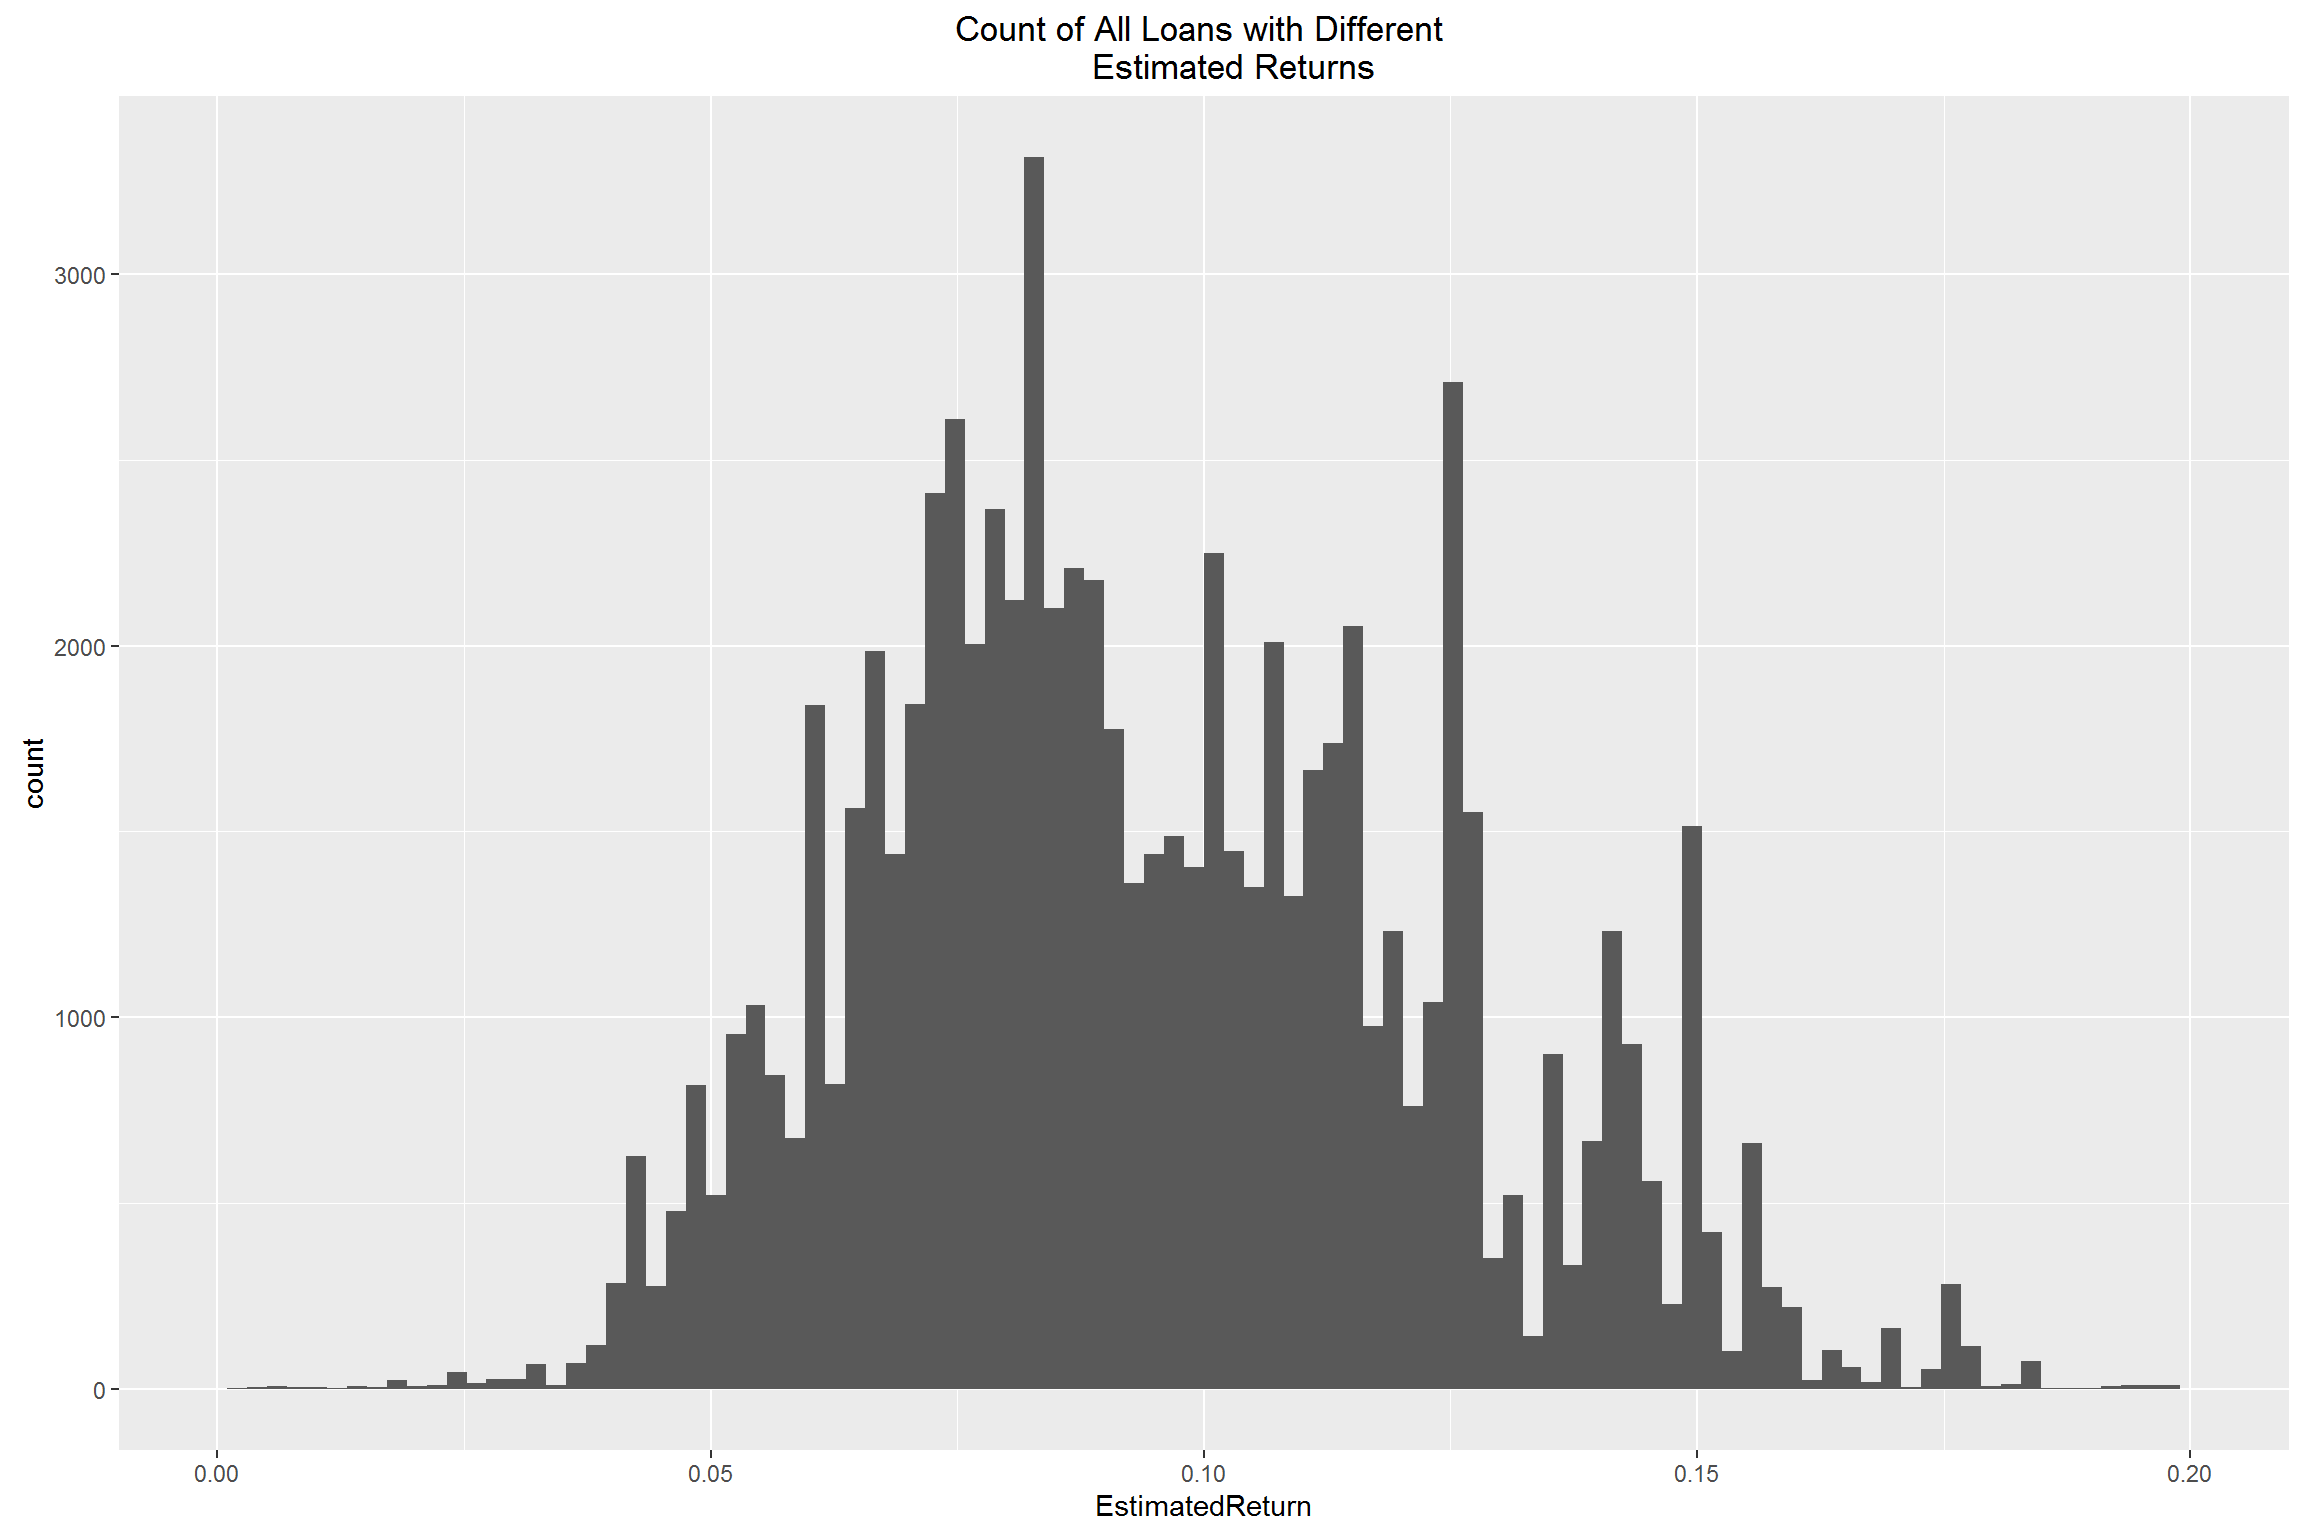 Count of All Loans with Different
Estimated Returns
3000
2000
1000
0
count
0.00 0.05 0.10 0.15 0.20
EstimatedReturn